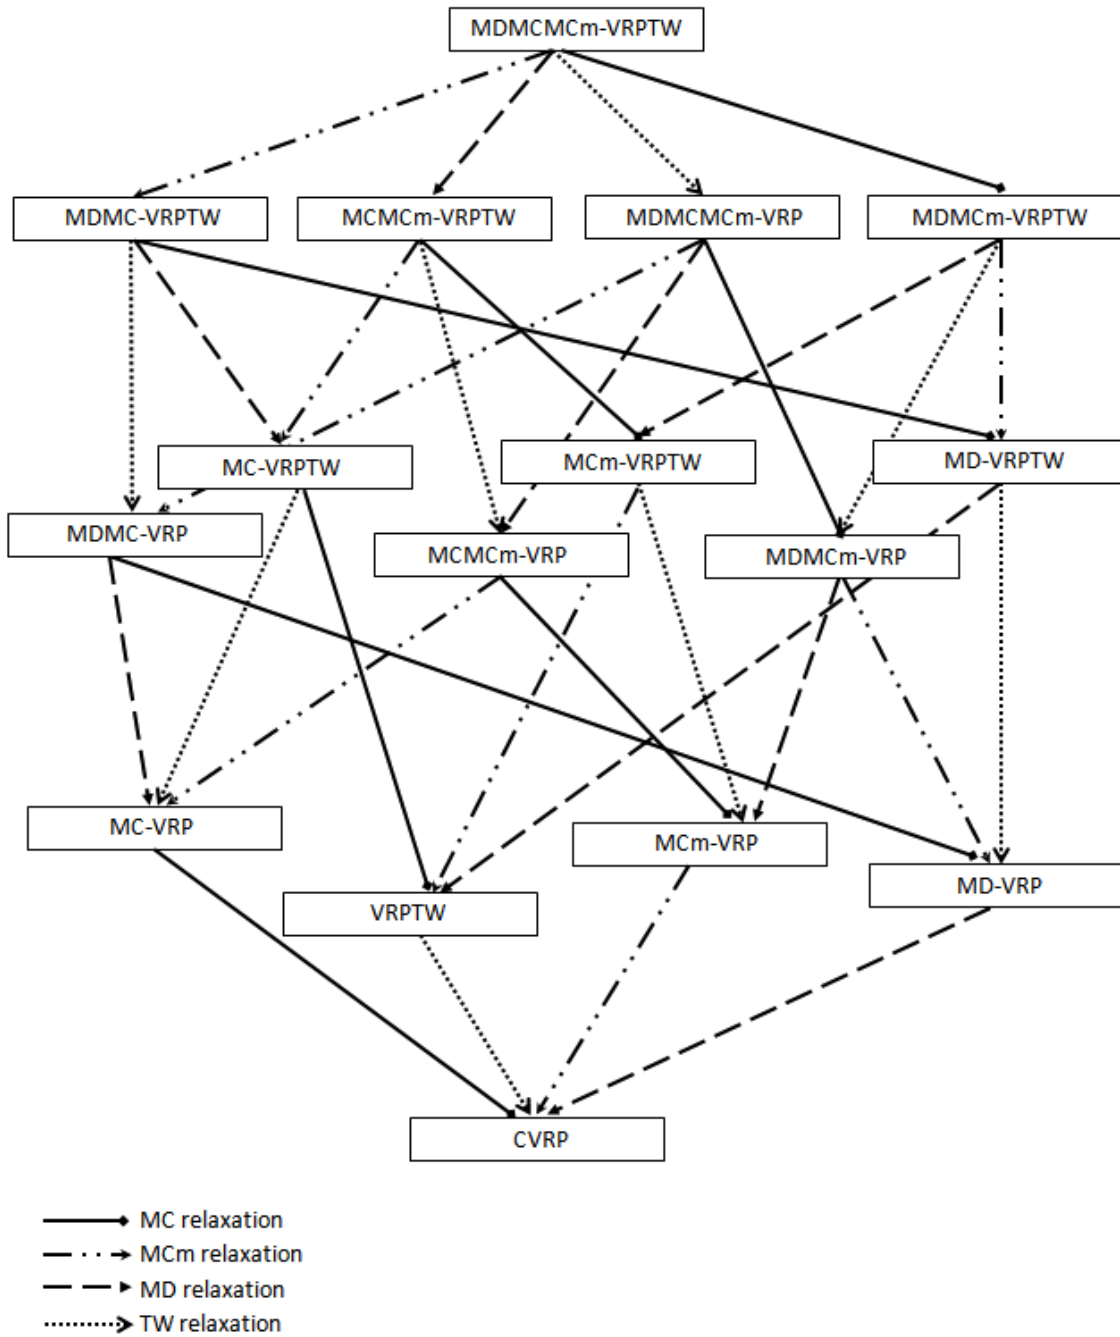 MDMCMCm-VRPTW
MDMC-VRPTW
MCMCm-VRPTW
MDMCMCm-VRP
MDMCm-VRPTW
MC-VRPTW
MCm-VRPTW
MD-VRPTW
MDMC-VRP
MCMCm-VRP
MDMCm-VRP
MC-VRP
MCm-VRP
MD-VRP
VRPTW
CVRP
MC relaxation
MCm relaxation
MD relaxation
TW relaxation